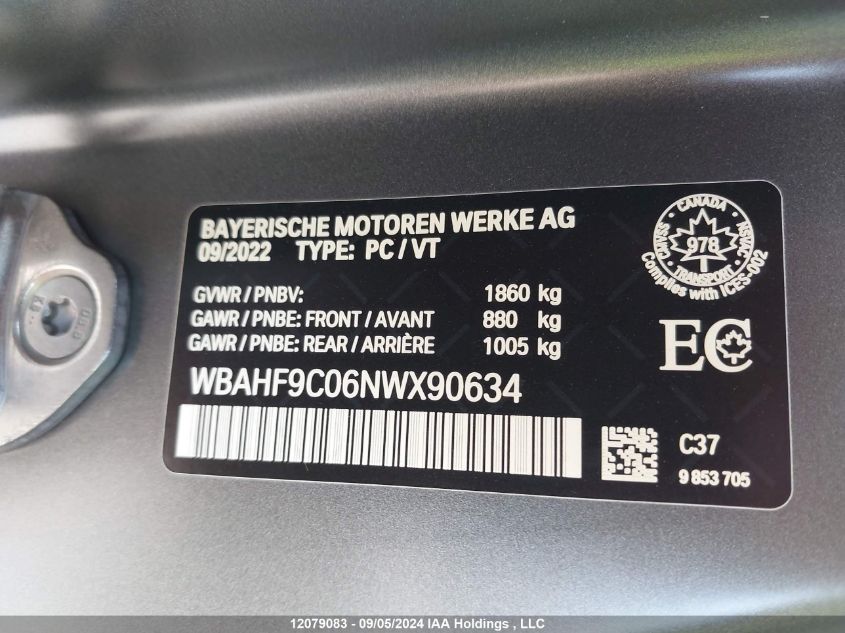 BAYERISCHE MOTOREN WERKE AG
09/2022 TYPE: PC / VT
GVWR / PNBV: 1860 kg
GAWR / PNBE: FRONT / AVANT 880 kg
GAWR / PNBE: REAR / ARRIÈRE 1005 kg
WBAHF9C06NWX90634
CANADA
978
TRANSPORT
Complies with ICES-002
EC
C37
9 853 705
12079083 - 09/05/2024 IAA Holdings , LLC